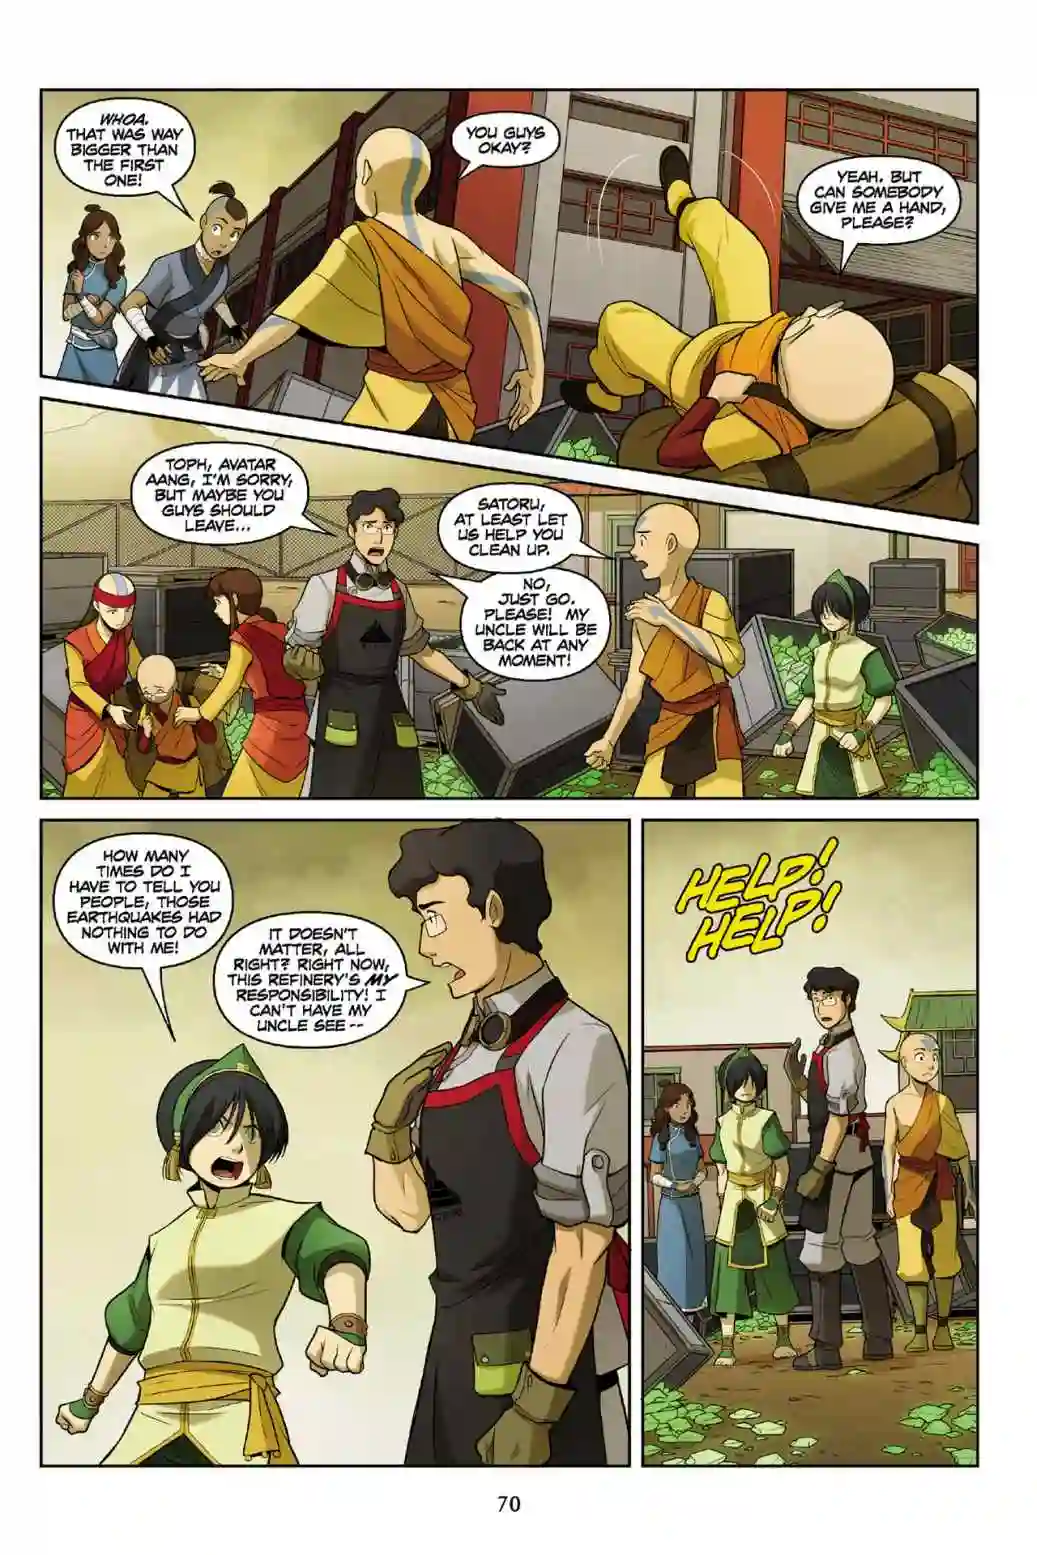 WHOA.
THAT WAS WAY
BIGGER THAN
THE FIRST
ONE!
YOU GUYS
OKAY?
YEAH. BUT
CAN SOMEBODY
GIVE ME A HAND,
PLEASE?
TOPH, AVATAR
AANG, I'M SORRY,
BUT MAYBE YOU
GUYS SHOULD
LEAVE...
SATORU,
AT LEAST LET
US HELP YOU
CLEAN UP.
NO,
JUST GO.
PLEASE! MY
UNCLE WILL BE
BACK AT ANY
MOMENT!
HOW MANY
TIMES DO I
HAVE TO TELL YOU
PEOPLE, THOSE
EARTHQUAKES HAD
NOTHING TO DO
WITH ME!
IT DOESN'T
MATTER, ALL
RIGHT? RIGHT NOW,
THIS REFINERY'S MY
RESPONSIBILITY! I
CAN'T HAVE MY
UNCLE SEE --
HELP!
HELP!
70